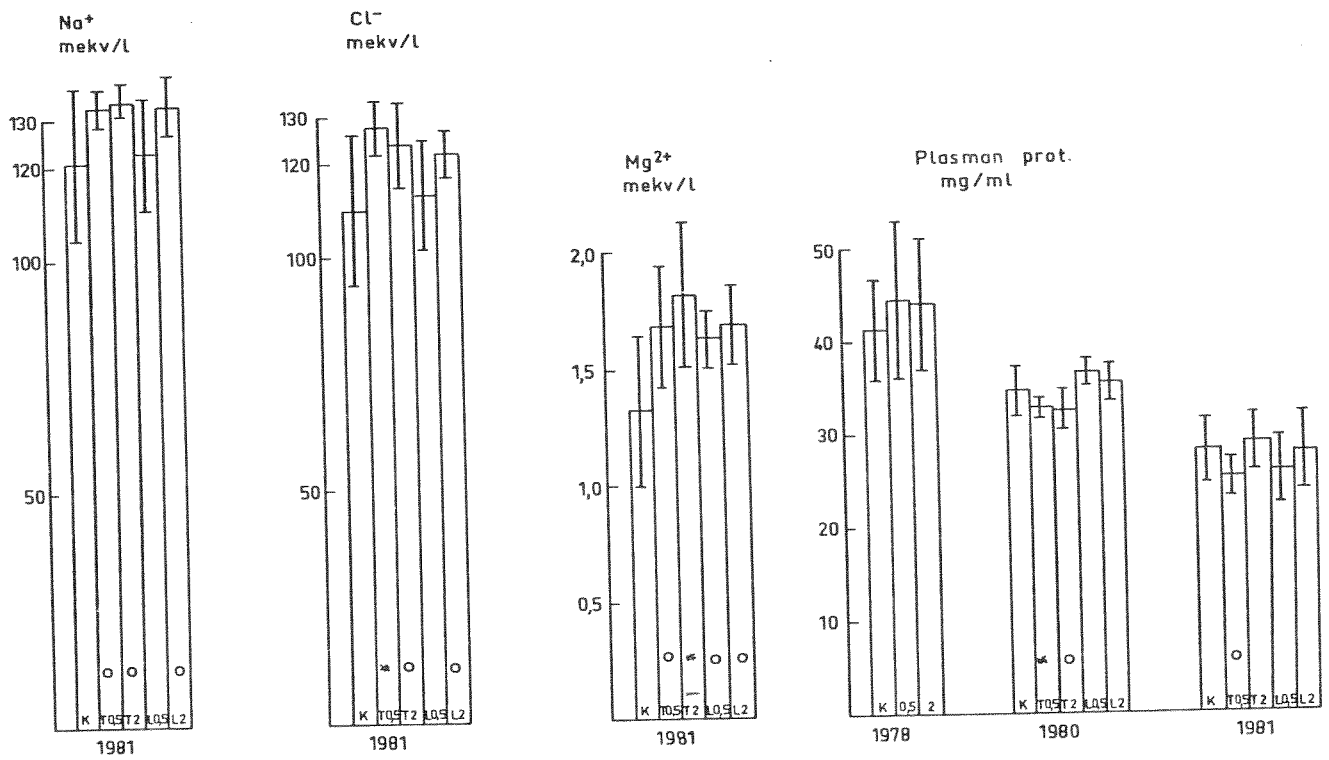 Na⁺
mekv/l
130
120
100
50
K T0,5 T2 L0,5 L2
1981
Cl⁻
mekv/l
130
120
100
50
K T0,5 T2 L0,5 L2
1981
Mg²⁺
mekv/l
2,0
1,5
1,0
0,5
K T0,5 T2 L0,5 L2
1981
Plasman prot.
mg/ml
50
40
30
20
10
K 0,5 2
1978
K T0,5 T2 L0,5 L2
1980
K T0,5 T2 L0,5 L2
1981